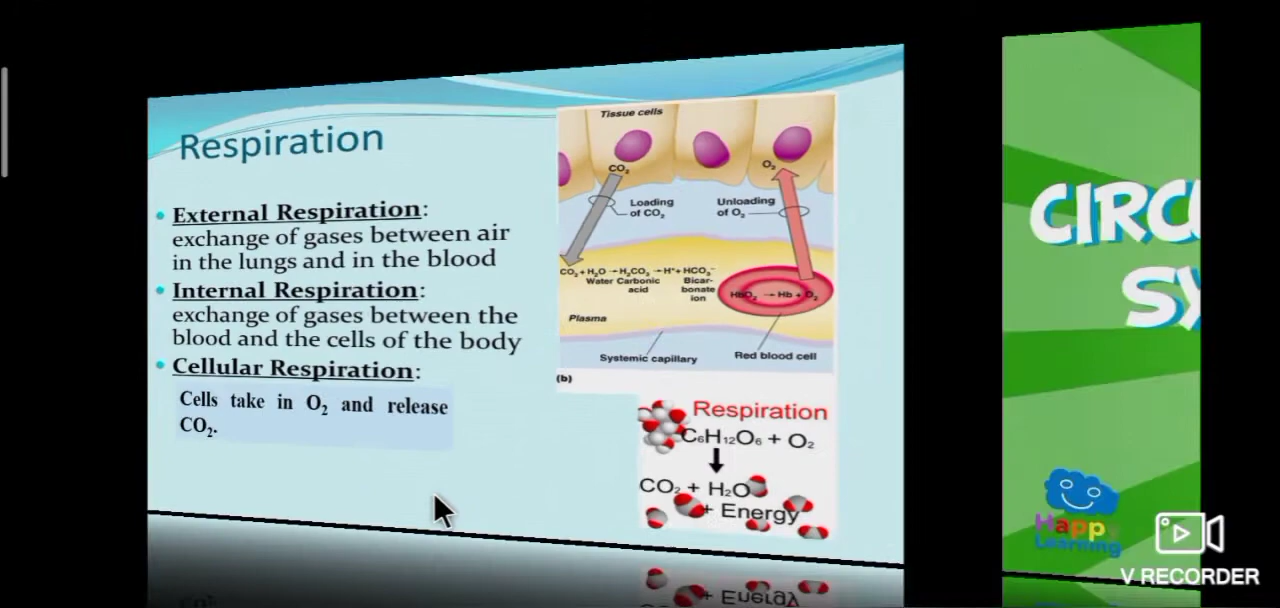 Respiration
External Respiration:
exchange of gases between air
in the lungs and in the blood
Internal Respiration:
exchange of gases between the
blood and the cells of the body
Cellular Respiration:
Cells take in O₂ and release
CO₂.
Tissue cells
CO₂
O₂
Loading
of CO₂
Unloading
of O₂
CO₂ + H₂O → H₂CO₃ → H⁺ + HCO₃⁻
Water Carbonic
acid
Bicar-
bonate
ion
HbO₂ → Hb + O₂
Plasma
Systemic capillary
Red blood cell
(b)
Respiration
C₆H₁₂O₆ + O₂
CO₂ + H₂O
+ Energy
CIRCU
SY
Happy
Learning
V RECORDER